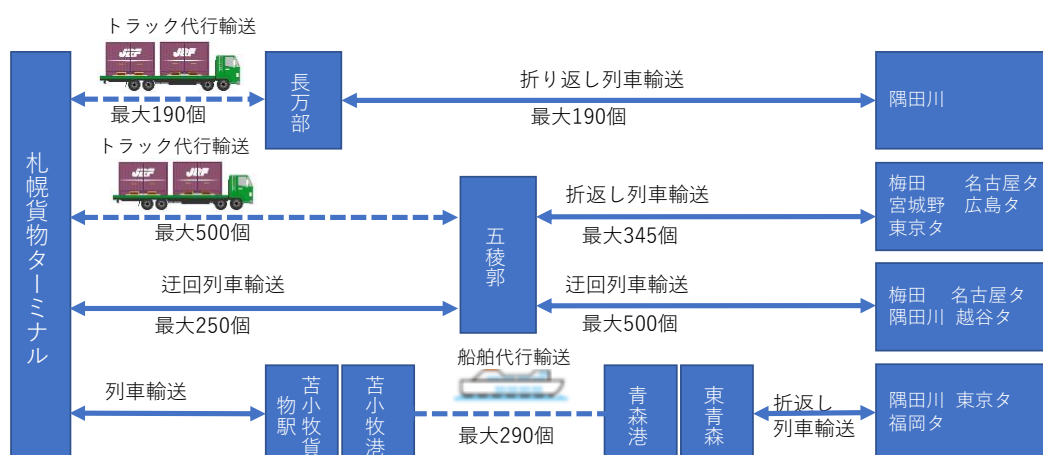 トラック代行輸送
JRF JRF
最大190個
長万部
折り返し列車輸送
最大190個
隅田川
札幌貨物ターミナル
トラック代行輸送
JRF JRF
最大500個
五稜郭
折返し列車輸送
最大345個
梅田 名古屋タ
宮城野 広島タ
東京タ
迂回列車輸送
最大250個
迂回列車輸送
最大500個
梅田 名古屋タ
隅田川 越谷タ
列車輸送
苫小牧貨
物駅
苫小牧港
船舶代行輸送
最大290個
青森港
東青森
折返し
列車輸送
隅田川 東京タ
福岡タ